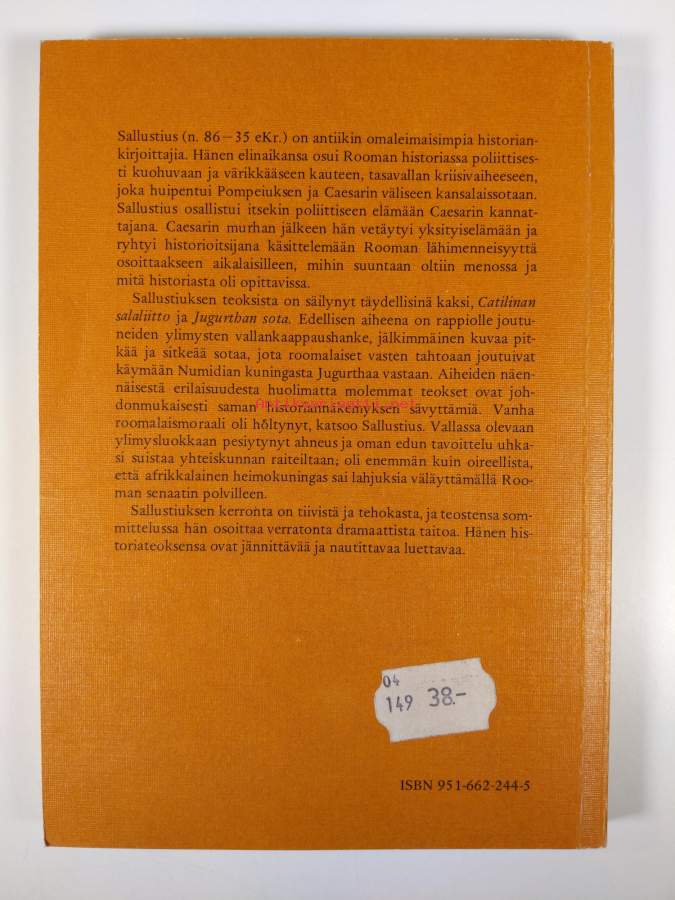 Sallustius (n. 86–35 eKr.) on antiikin omaleimaisimpia historian-
kirjoittajia. Hänen elinaikansa osui Rooman historiassa poliittises-
ti kuohuvaan ja värikkääseen kauteen, tasavallan kriisivaiheeseen,
joka huipentui Pompeiuksen ja Caesarin väliseen kansalaissotaan.
Sallustius osallistui itsekin poliittiseen elämään Caesarin kannat-
tajana. Caesarin murhan jälkeen hän vetäytyi yksityiselämään ja
ryhtyi historioitsijana käsittelemään Rooman lähimenneisyyttä
osoittaakseen aikalaisilleen, mihin suuntaan oltiin menossa ja
mitä historiasta oli opittavissa.
Sallustiuksen teoksista on säilynyt täydellisinä kaksi, Catilinan
salaliitto ja Jugurthan sota. Edellisen aiheena on rappiolle joutu-
neiden ylimysten vallankaappaushanke, jälkimmäinen kuvaa pit-
kää ja sitkeää sotaa, jota roomalaiset vasten tahtoaan joutuivat
käymään Numidian kuningasta Jugurthaa vastaan. Aiheiden näen-
näisestä erilaisuudesta huolimatta molemmat teokset ovat joh-
donmukaisesti saman historiannäkemyksen sävyttämiä. Vanha
roomalaismoraali oli höltynyt, katsoo Sallustius. Vallassa olevaan
ylimysluokkaan pesiytynyt ahneus ja oman edun tavoittelu uhka-
si suistaa yhteiskunnan raiteiltaan; oli enemmän kuin oireellista,
että afrikkalainen heimokuningas sai lahjuksia väläyttämällä Roo-
man senaatin polvilleen.
Sallustiuksen kerronta on tiivistä ja tehokasta, ja teostensa som-
mittelussa hän osoittaa verratonta dramaattista taitoa. Hänen his-
toriateoksensa ovat jännittävää ja nautittavaa luettavaa.
04
149 38.-
ISBN 951-662-244-5